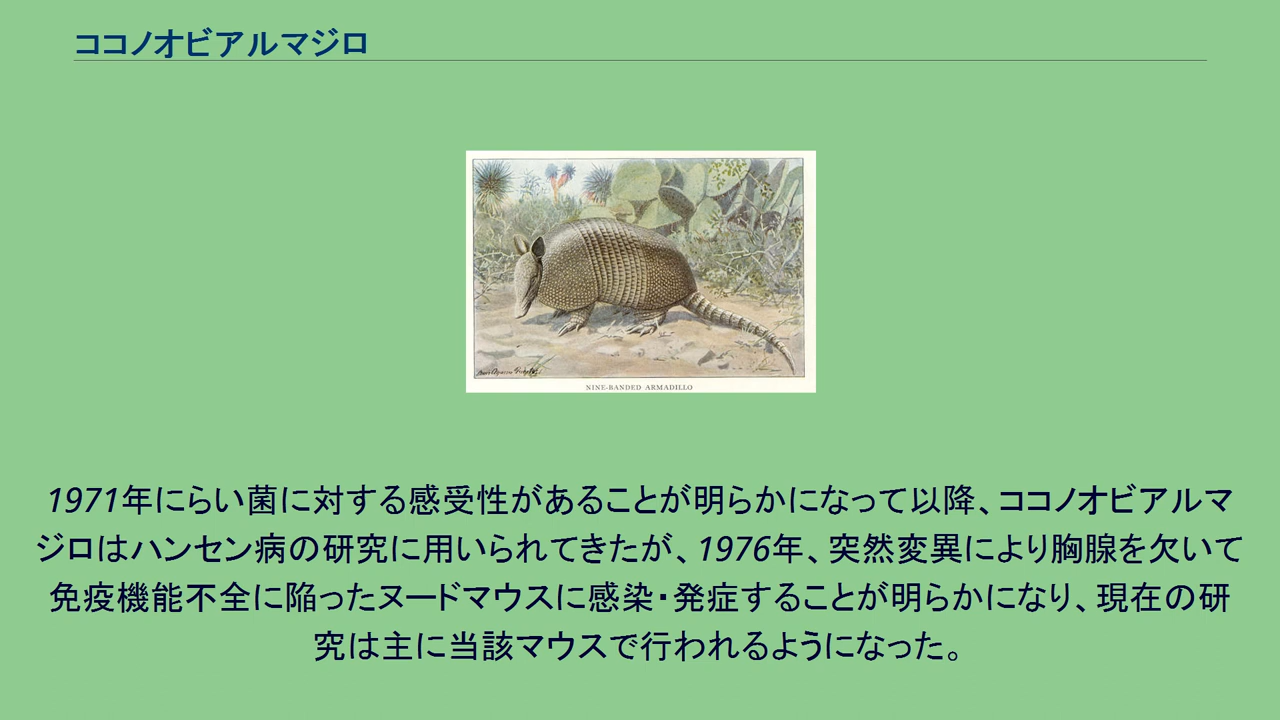 ココノオビアルマジロ
NINE-BANDED ARMADILLO
1971年にらい菌に対する感受性があることが明らかになって以降、ココノオビアルマ
ジロはハンセン病の研究に用いられてきたが、1976年、突然変異により胸腺を欠いて
免疫機能不全に陥ったヌードマウスに感染・発症することが明らかになり、現在の研
究は主に当該マウスで行われるようになった。